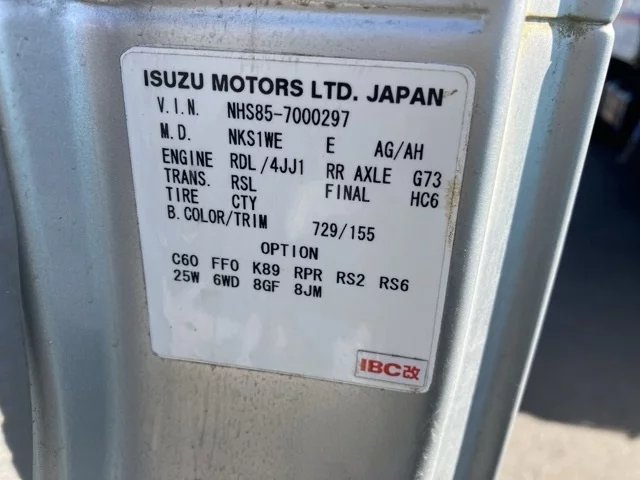 ISUZU MOTORS LTD. JAPAN
V.I.N. NHS85-7000297
M.D. NKS1WE E AG/AH
ENGINE RDL/4JJ1 RR AXLE G73
TRANS. RSL FINAL HC6
TIRE CTY
B.COLOR/TRIM 729/155
OPTION
C60 FF0 K89 RPR RS2 RS6
25W 6WD 8GF 8JM
IBC改